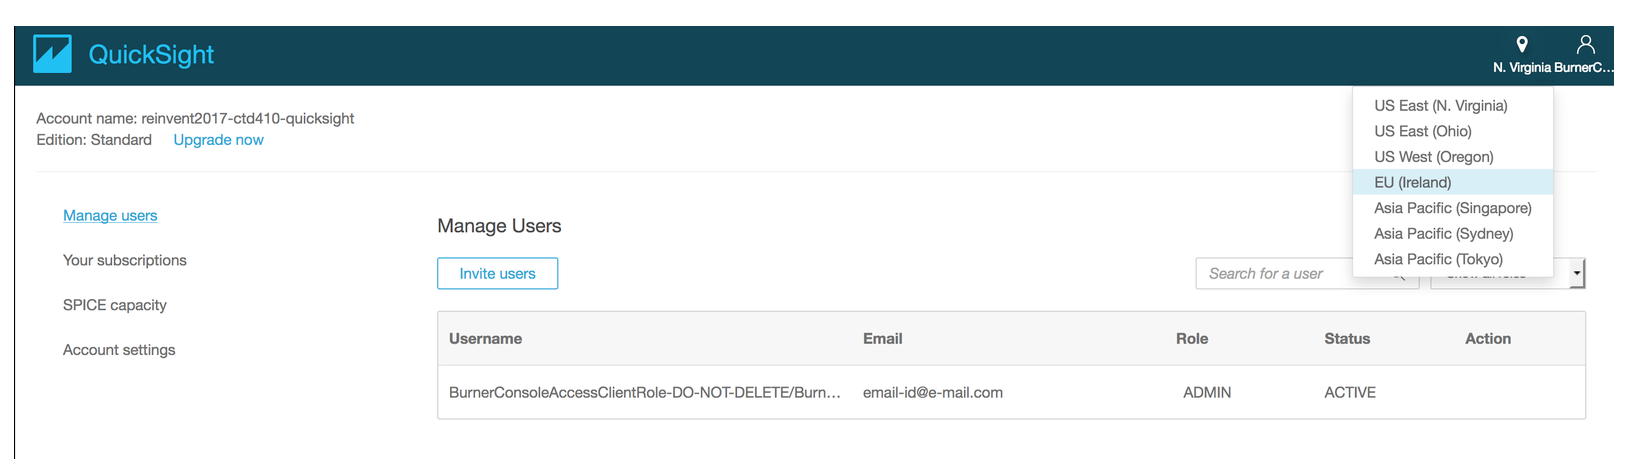 QuickSight
N. Virginia BurnerC...
Account name: reinvent2017-ctd410-quicksight
Edition: Standard Upgrade now
US East (N. Virginia)
US East (Ohio)
US West (Oregon)
EU (Ireland)
Asia Pacific (Singapore)
Asia Pacific (Sydney)
Asia Pacific (Tokyo)
Manage users
Your subscriptions
SPICE capacity
Account settings
Manage Users
Invite users
Search for a user
Username Email Role Status Action
BurnerConsoleAccessClientRole-DO-NOT-DELETE/Burn... email-id@e-mail.com ADMIN ACTIVE